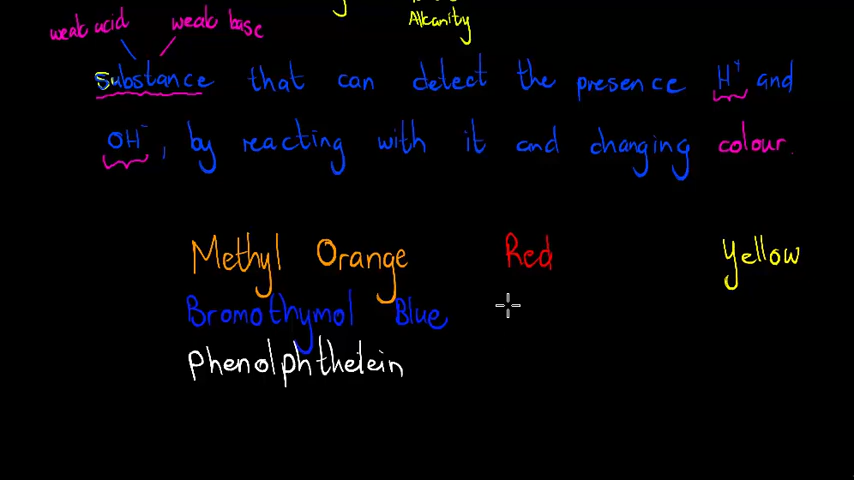 Alkanity
weak acid weak base
substance that can detect the presence H⁺ and
OH⁻, by reacting with it and changing colour.
Methyl Orange Red Yellow
Bromothymol Blue
Phenolphthelein